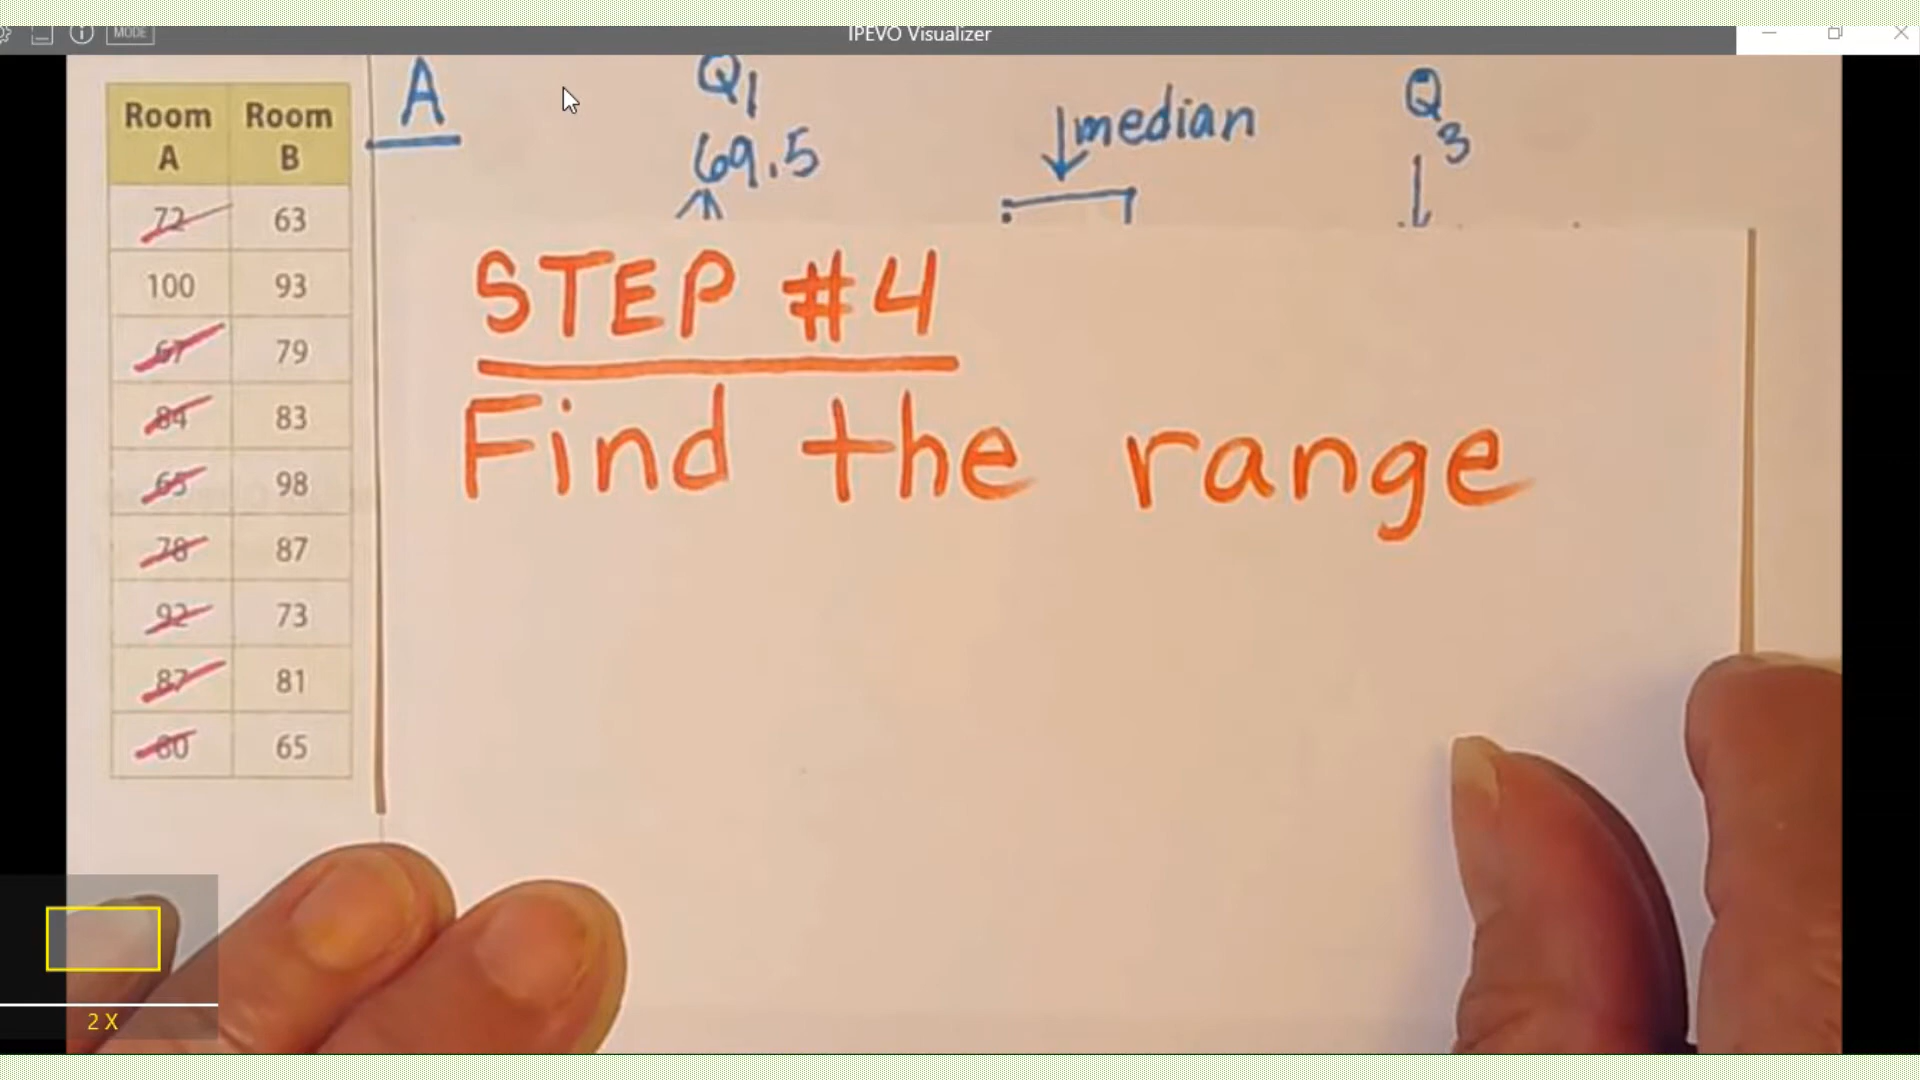 MODE
IPEVO Visualizer
Room A Room B
72 63
100 93
67 79
84 83
65 98
78 87
92 73
87 81
80 65
A
Q1
69.5
median
Q3
STEP #4
Find the range
2 X